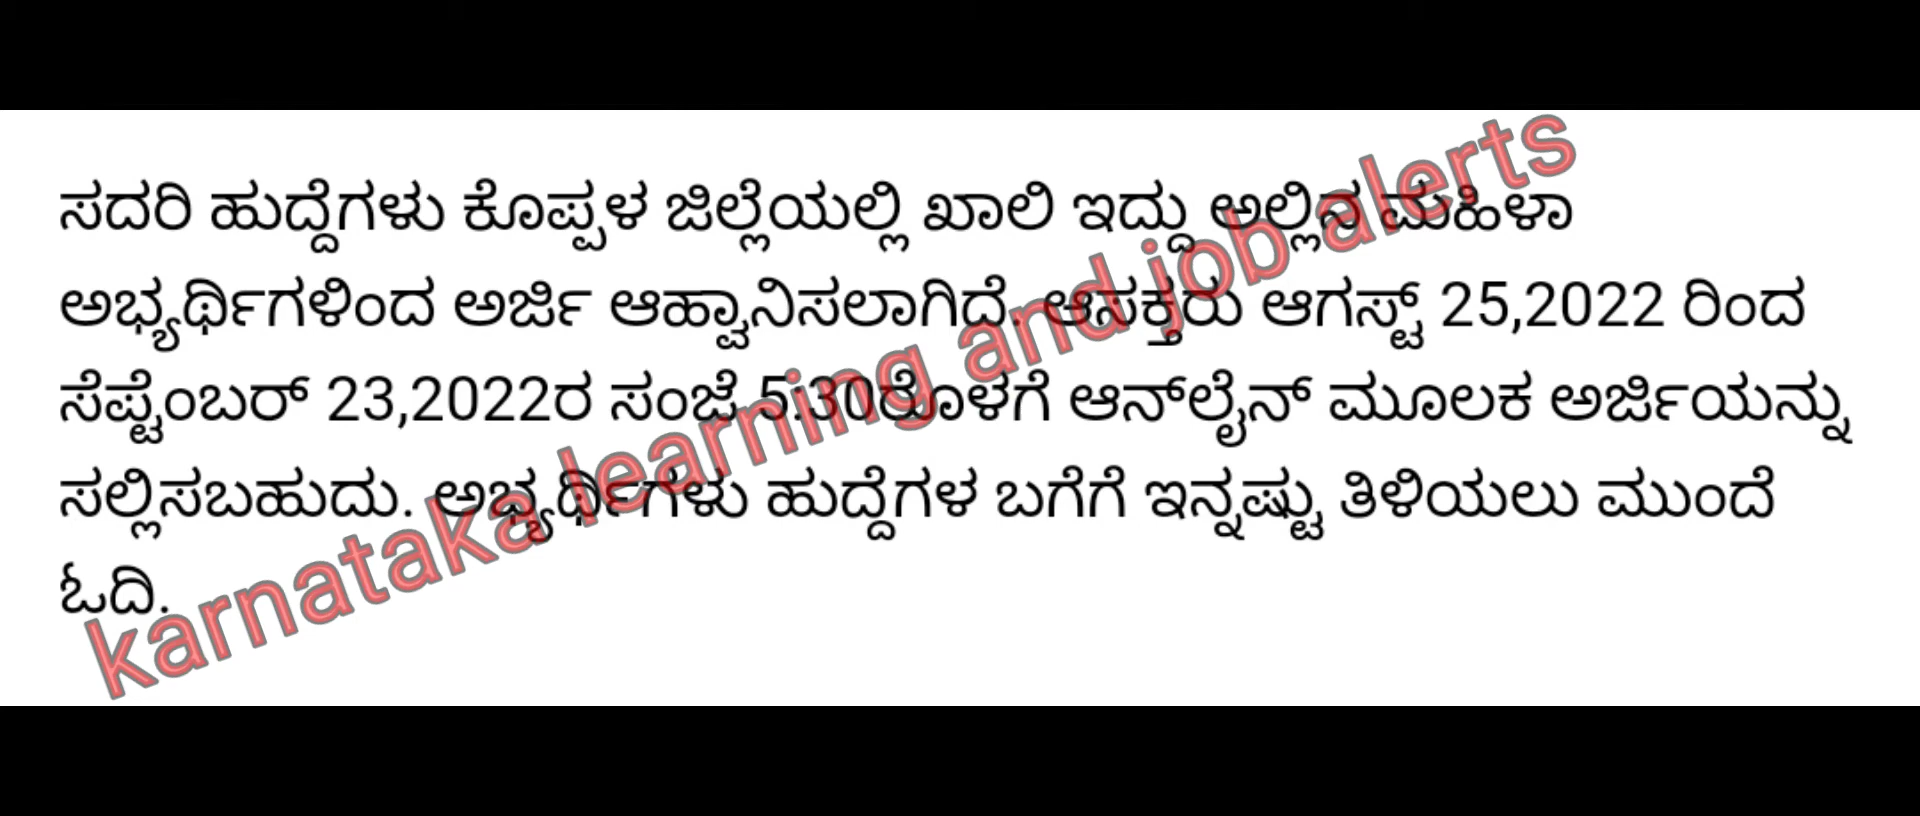 ಸದರಿ ಹುದ್ದೆಗಳು ಕೊಪ್ಪಳ ಜಿಲ್ಲೆಯಲ್ಲಿ ಖಾಲಿ ಇದ್ದು ಅಲ್ಲಿನ ಮಹಿಳಾ
ಅಭ್ಯರ್ಥಿಗಳಿಂದ ಅರ್ಜಿ ಆಹ್ವಾನಿಸಲಾಗಿದೆ. ಆಸಕ್ತರು ಆಗಸ್ಟ್ 25,2022 ರಿಂದ
ಸೆಪ್ಟೆಂಬರ್ 23,2022ರ ಸಂಜೆ 5:30ರೊಳಗೆ ಆನ್‌ಲೈನ್ ಮೂಲಕ ಅರ್ಜಿಯನ್ನು
ಸಲ್ಲಿಸಬಹುದು. ಅಭ್ಯರ್ಥಿಗಳು ಹುದ್ದೆಗಳ ಬಗೆಗೆ ಇನ್ನಷ್ಟು ತಿಳಿಯಲು ಮುಂದೆ
ಓದಿ.
karnataka learning and job alerts